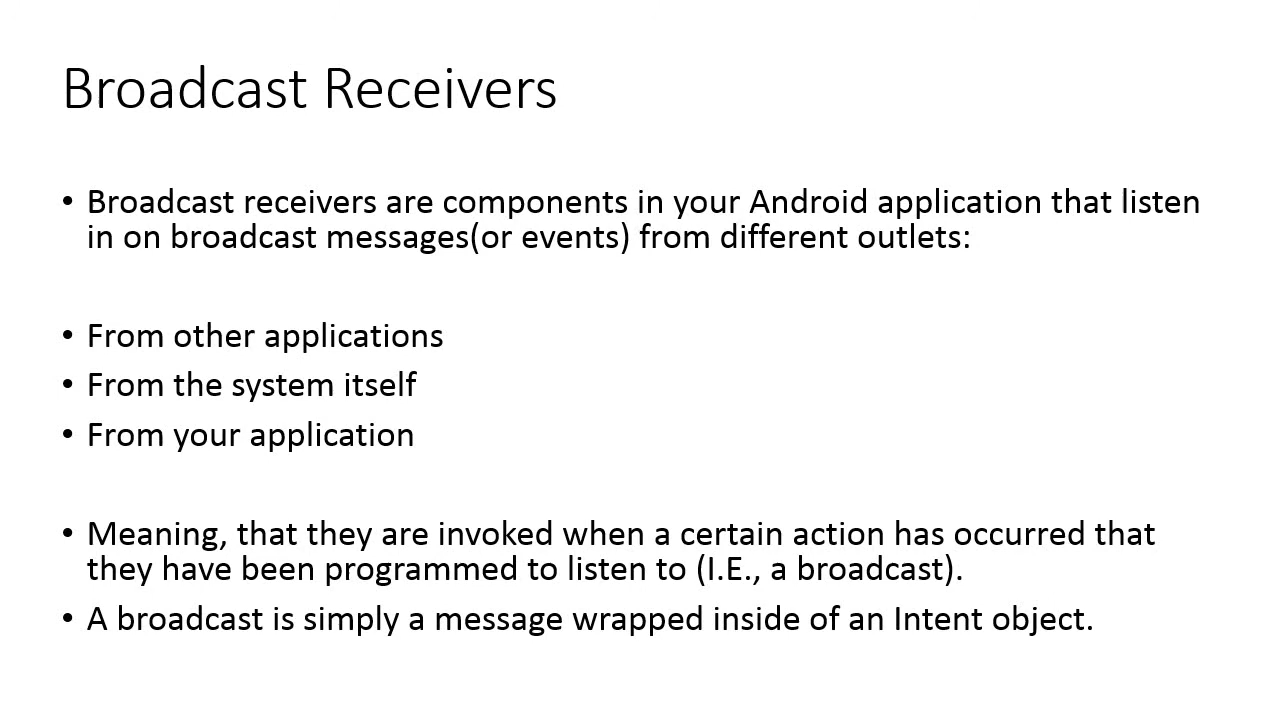 Broadcast Receivers
• Broadcast receivers are components in your Android application that listen
in on broadcast messages(or events) from different outlets:
• From other applications
• From the system itself
• From your application
• Meaning, that they are invoked when a certain action has occurred that
they have been programmed to listen to (I.E., a broadcast).
• A broadcast is simply a message wrapped inside of an Intent object.